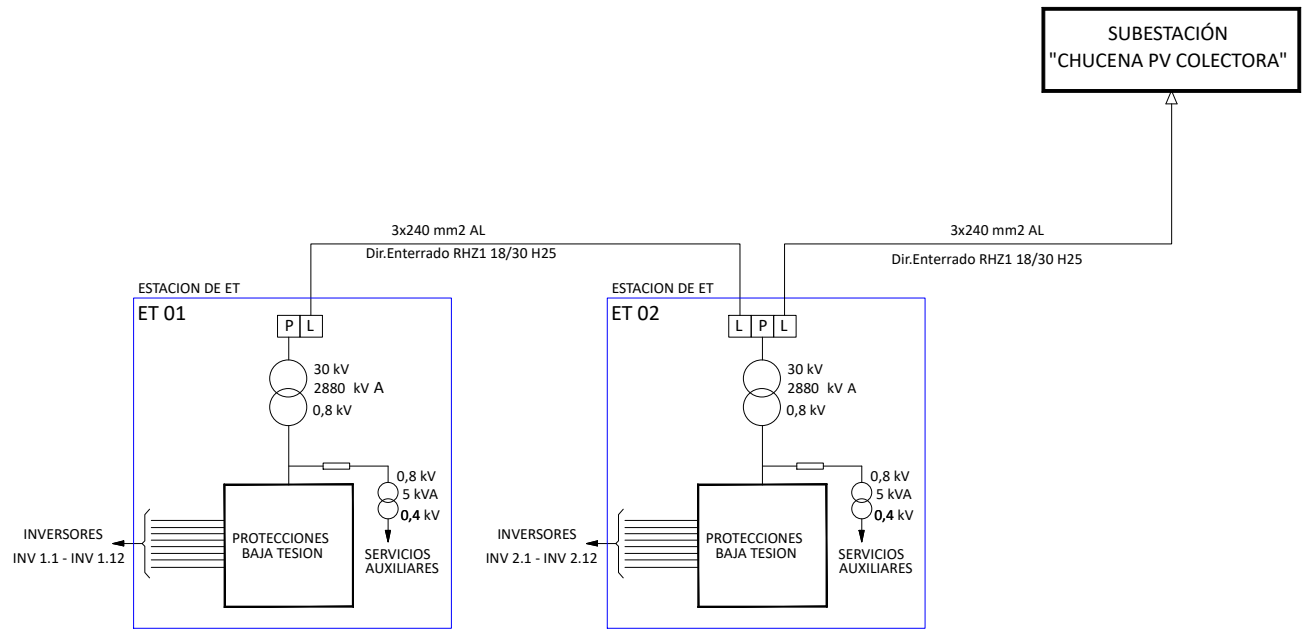 SUBESTACIÓN
"CHUCENA PV COLECTORA"
3x240 mm2 AL
Dir.Enterrado RHZ1 18/30 H25
3x240 mm2 AL
Dir.Enterrado RHZ1 18/30 H25
ESTACION DE ET
ET 01
P L
30 kV
2880 kV A
0,8 kV
0,8 kV
5 kVA
0,4 kV
INVERSORES
INV 1.1 - INV 1.12
PROTECCIONES
BAJA TESION
SERVICIOS
AUXILIARES
ESTACION DE ET
ET 02
L P L
30 kV
2880 kV A
0,8 kV
0,8 kV
5 kVA
0,4 kV
INVERSORES
INV 2.1 - INV 2.12
PROTECCIONES
BAJA TESION
SERVICIOS
AUXILIARES